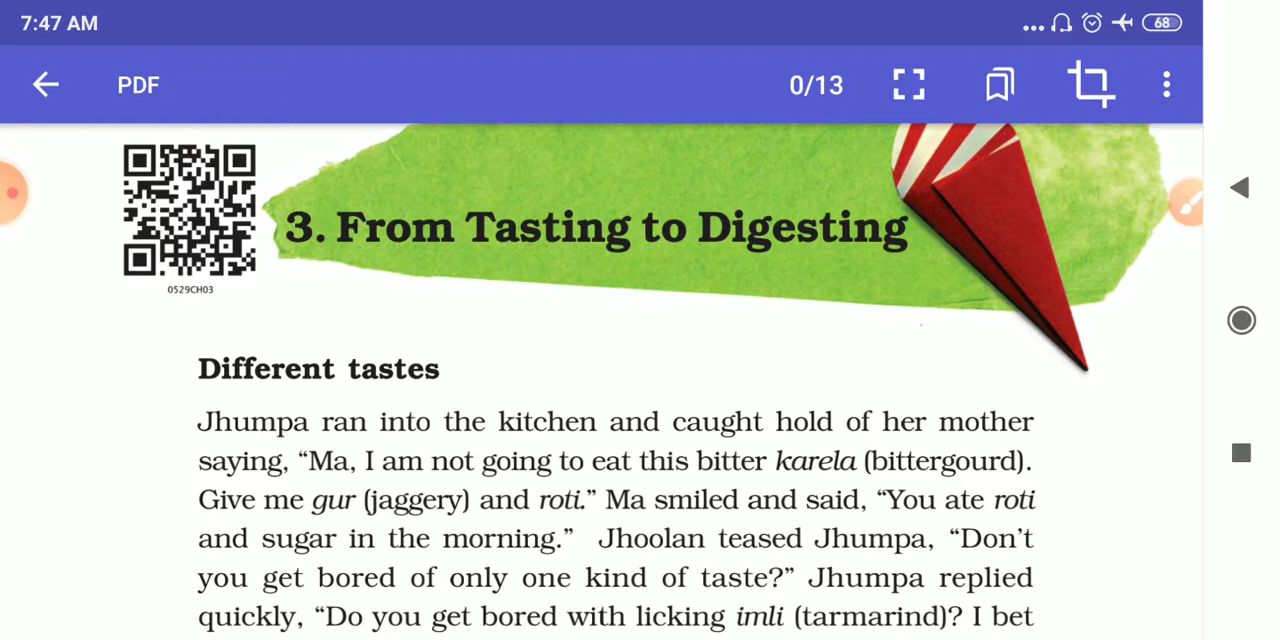 7:47 AM
68
PDF
0/13
3. From Tasting to Digesting
0529CH03
Different tastes
Jhumpa ran into the kitchen and caught hold of her mother
saying, “Ma, I am not going to eat this bitter karela (bittergourd).
Give me gur (jaggery) and roti.” Ma smiled and said, “You ate roti
and sugar in the morning.” Jhoolan teased Jhumpa, “Don’t
you get bored of only one kind of taste?” Jhumpa replied
quickly, “Do you get bored with licking imli (tarmarind)? I bet